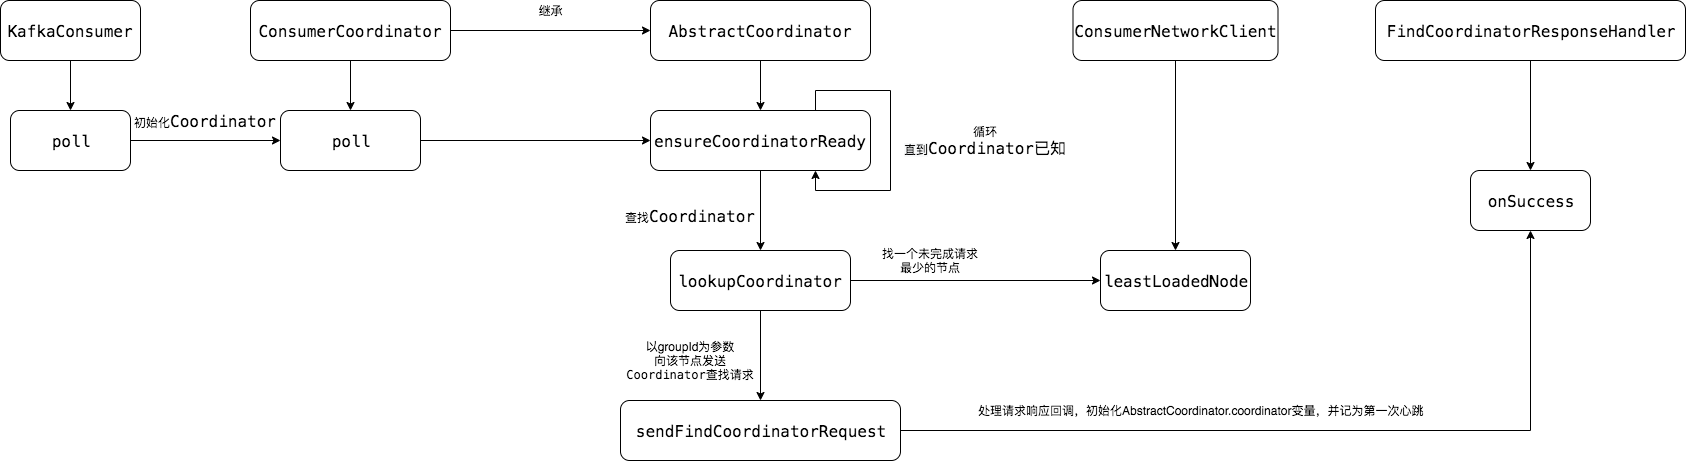 继承
KafkaConsumer
ConsumerCoordinator
AbstractCoordinator
ConsumerNetworkClient
FindCoordinatorResponseHandler
poll
初始化Coordinator
poll
ensureCoordinatorReady
循环
直到Coordinator已知
onSuccess
查找Coordinator
lookupCoordinator
找一个未完成请求
最少的节点
leastLoadedNode
以groupId为参数
向该节点发送
Coordinator查找请求
sendFindCoordinatorRequest
处理请求响应回调，初始化AbstractCoordinator.coordinator变量，并记为第一次心跳